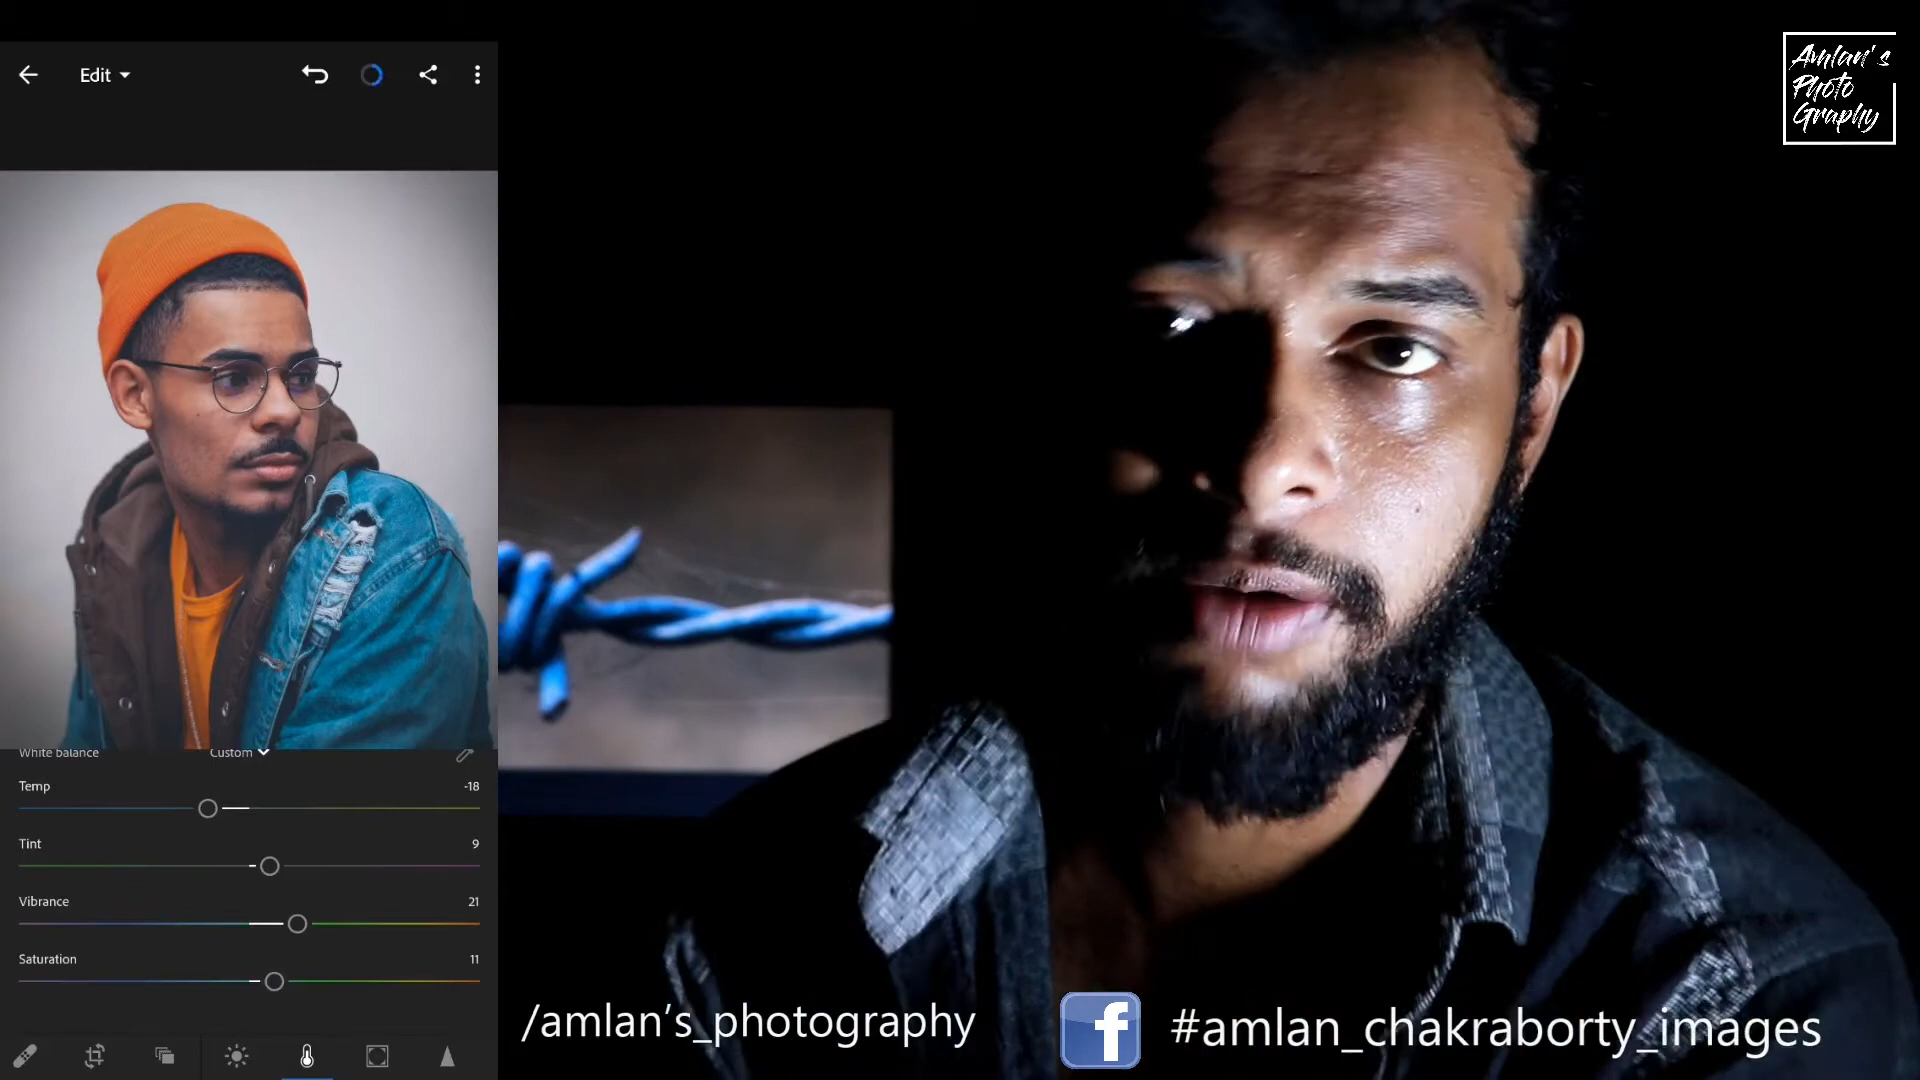 Edit
White balance
Custom
Temp
-18
Tint
9
Vibrance
21
Saturation
11
Amlan's
Photo
Graphy
/amlan’s_photography
f
#amlan_chakraborty_images